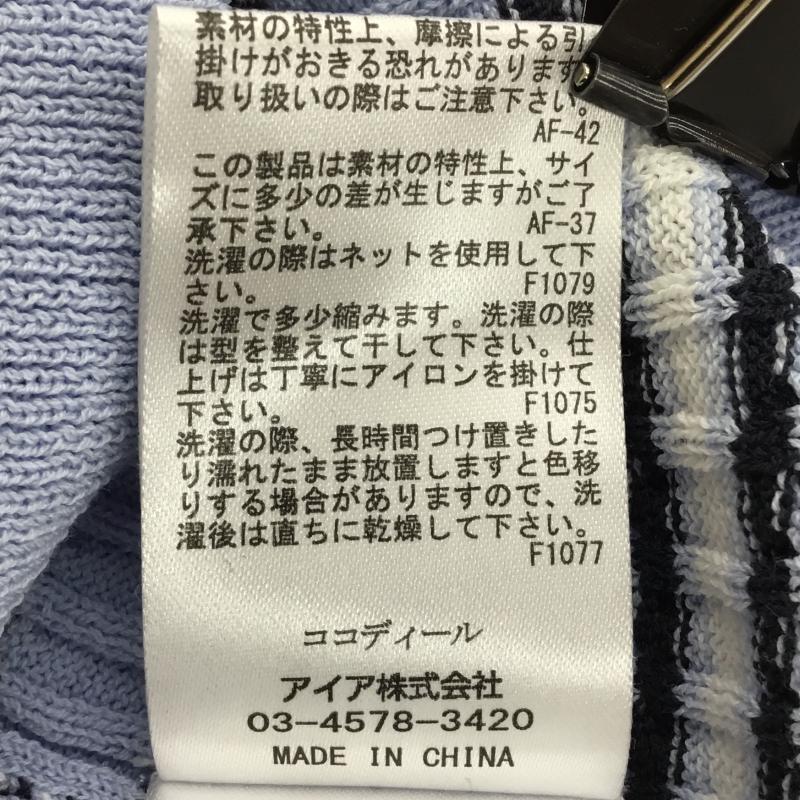 素材の特性上、摩擦による引
掛けがおきる恐れがあります
取り扱いの際はご注意下さい。
AF-42
この製品は素材の特性上、サイ
ズに多少の差が生じますがご了
承下さい。 AF-37
洗濯の際はネットを使用して下
さい。 F1079
洗濯で多少縮みます。洗濯の際
は型を整えて干して下さい。仕
上げは丁寧にアイロンを掛けて
下さい。 F1075
洗濯の際、長時間つけ置きした
り濡れたまま放置しますと色移
りする場合がありますので、洗
濯後は直ちに乾燥して下さい。
F1077
ココディール
アイア株式会社
03-4578-3420
MADE IN CHINA